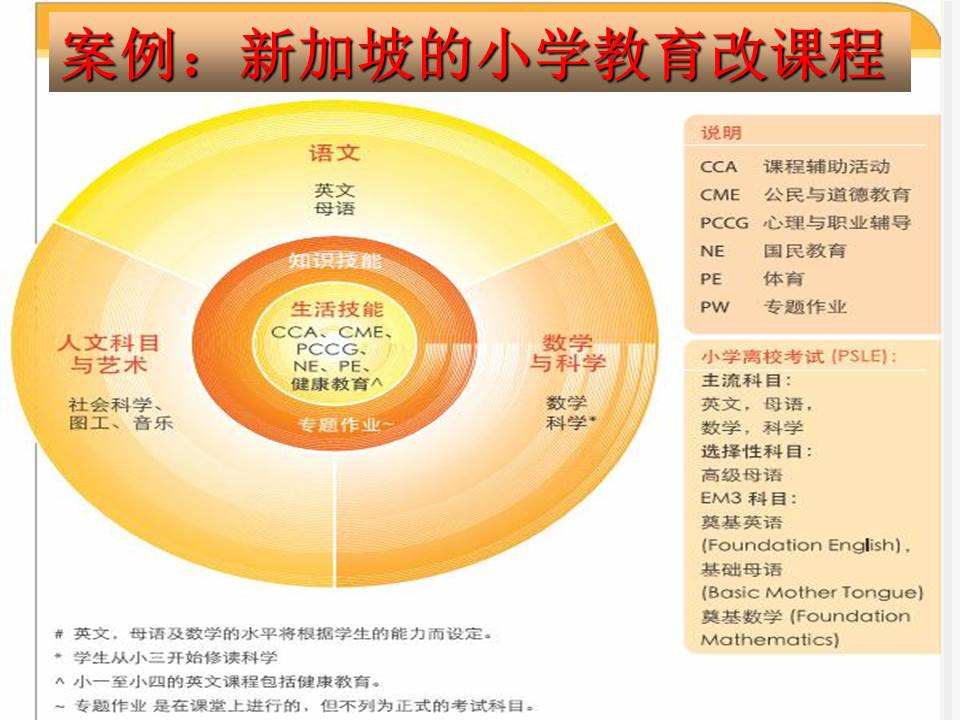 案例：新加坡的小学教育改课程
语文
英文
母语
知识技能
生活技能
CCA、CME、
PCCG、
NE、PE、
健康教育^
专题作业~
人文科目
与艺术
社会科学、
图工、音乐
数学
与科学
数学
科学*
说明
CCA 课程辅助活动
CME 公民与道德教育
PCCG 心理与职业辅导
NE 国民教育
PE 体育
PW 专题作业
小学离校考试 (PSLE)：
主流科目：
英文，母语，
数学，科学
选择性科目：
高级母语
EM3 科目：
奠基英语
(Foundation English)，
基础母语
(Basic Mother Tongue)
奠基数学 (Foundation
Mathematics)
# 英文，母语及数学的水平将根据学生的能力而设定。
* 学生从小三开始修读科学
^ 小一至小四的英文课程包括健康教育。
~ 专题作业 是在课堂上进行的，但不列为正式的考试科目。